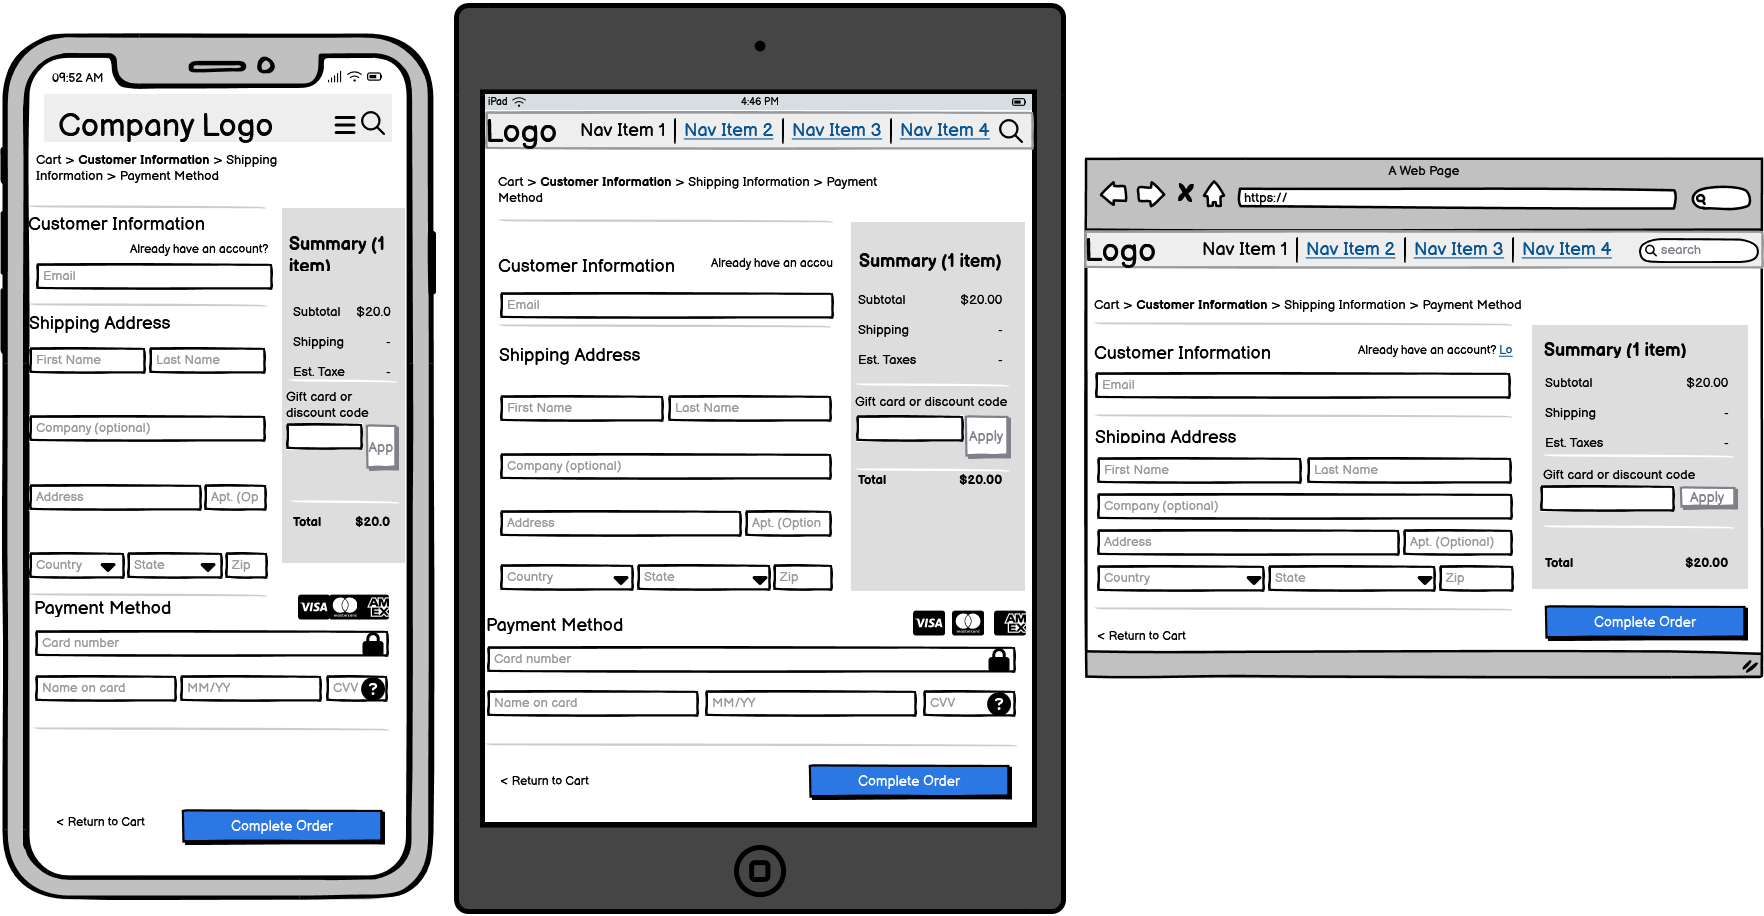 09:52 AM
Company Logo
Cart > Customer Information > Shipping
Information > Payment Method
Customer Information
Already have an account?
Email
Shipping Address
First Name
Last Name
Company (optional)
Address
Apt. (Op
Country
State
Zip
Summary (1
item)
Subtotal $20.0
Shipping -
Est. Taxe -
Gift card or
discount code
App
Total $20.0
Payment Method
VISA
mastercard
AM
EX
Card number
Name on card
MM/YY
CVV ?
< Return to Cart
Complete Order
iPad
4:46 PM
Logo
Nav Item 1 | Nav Item 2 | Nav Item 3 | Nav Item 4
Cart > Customer Information > Shipping Information > Payment
Method
Customer Information
Already have an accou
Email
Shipping Address
First Name
Last Name
Company (optional)
Address
Apt. (Option
Country
State
Zip
Summary (1 item)
Subtotal $20.00
Shipping -
Est. Taxes -
Gift card or discount code
Apply
Total $20.00
Payment Method
VISA
mastercard
AM
EX
Card number
Name on card
MM/YY
CVV ?
< Return to Cart
Complete Order
A Web Page
https://
Logo
Nav Item 1 | Nav Item 2 | Nav Item 3 | Nav Item 4
search
Cart > Customer Information > Shipping Information > Payment Method
Customer Information
Already have an account? Lo
Email
Shipping Address
First Name
Last Name
Company (optional)
Address
Apt. (Optional)
Country
State
Zip
< Return to Cart
Summary (1 item)
Subtotal $20.00
Shipping -
Est. Taxes -
Gift card or discount code
Apply
Total $20.00
Complete Order